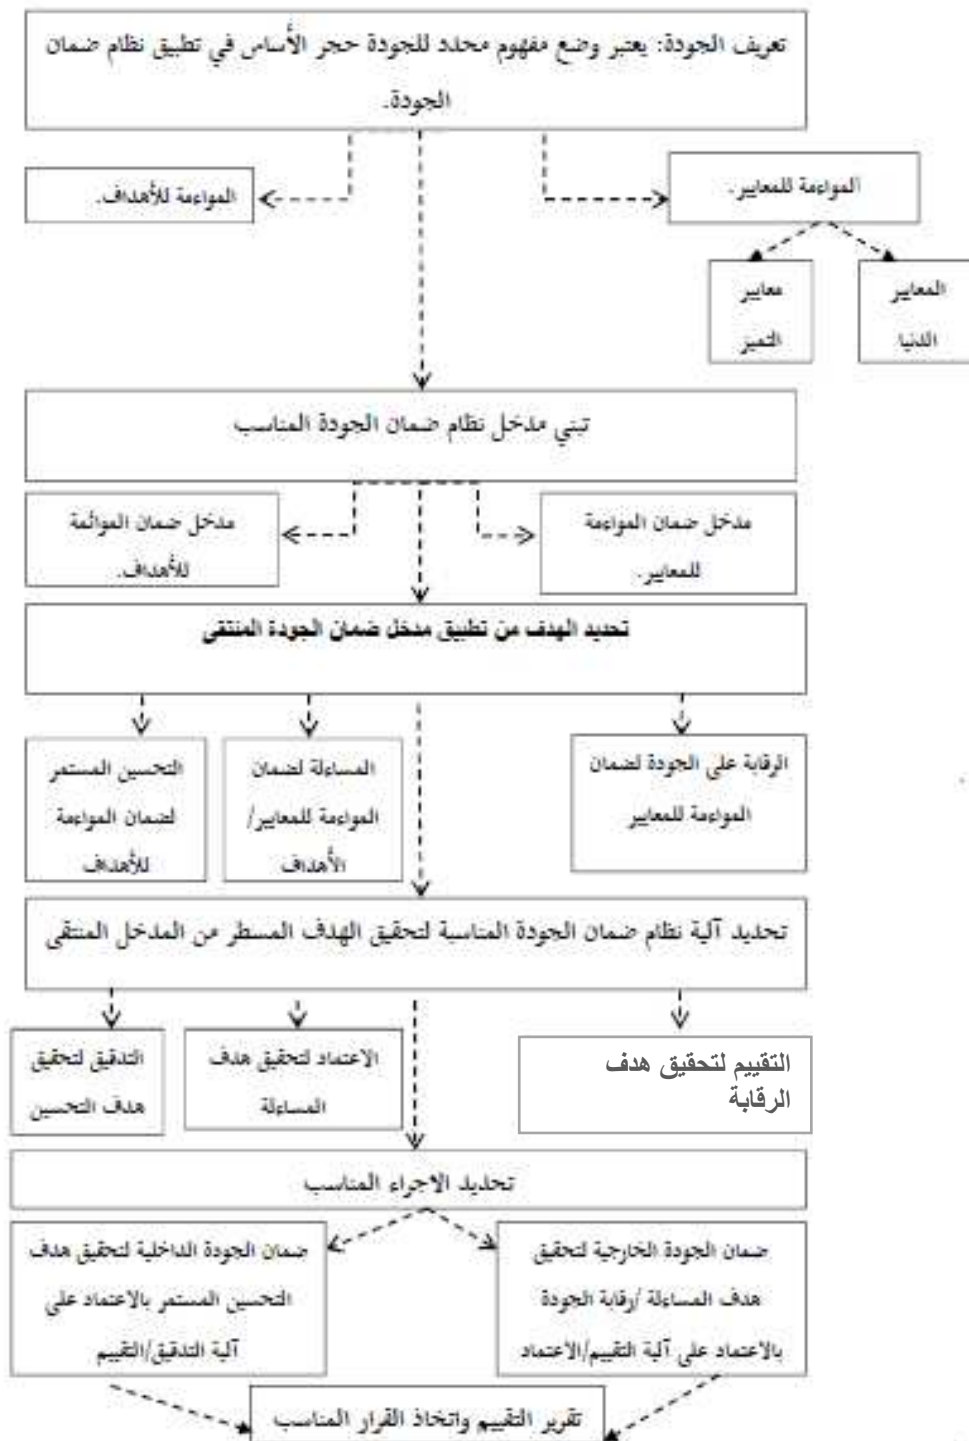 تعريف الجودة: يعتبر وضع مفهوم محدد للجودة حجر الأساس في تطبيق نظام ضمان
الجودة.
المواءمة للمعايير.
المواءمة للأهداف.
المعايير
الدنيا
معايير
التميز
تبني مدخل نظام ضمان الجودة المناسب
مدخل ضمان المواءمة
للمعايير.
مدخل ضمان الموائمة
للأهداف.
تحديد الهدف من تطبيق مدخل ضمان الجودة المنتقى
الرقابة على الجودة لضمان
المواءمة للمعايير
المساءلة لضمان
المواءمة للمعايير/
الأهداف
التحسين المستمر
لضمان المواءمة
للأهداف
تحديد آلية نظام ضمان الجودة المناسبة لتحقيق الهدف المسطر من المدخل المنتقى
التقييم لتحقيق هدف
الرقابة
الاعتماد لتحقيق هدف
المساءلة
التدقيق لتحقيق
هدف التحسين
تحديد الاجراء المناسب
ضمان الجودة الخارجية لتحقيق
هدف المساءلة /رقابة الجودة
بالاعتماد على آلية التقييم/الاعتماد
ضمان الجودة الداخلية لتحقيق هدف
التحسين المستمر بالاعتماد على
آلية التدقيق/التقييم
تقرير التقييم واتخاذ القرار المناسب